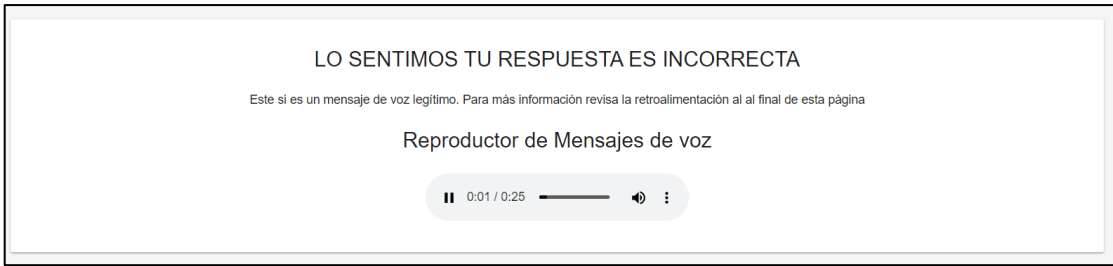 LO SENTIMOS TU RESPUESTA ES INCORRECTA
Este si es un mensaje de voz legítimo. Para más información revisa la retroalimentación al al final de esta página
Reproductor de Mensajes de voz
0:01 / 0:25